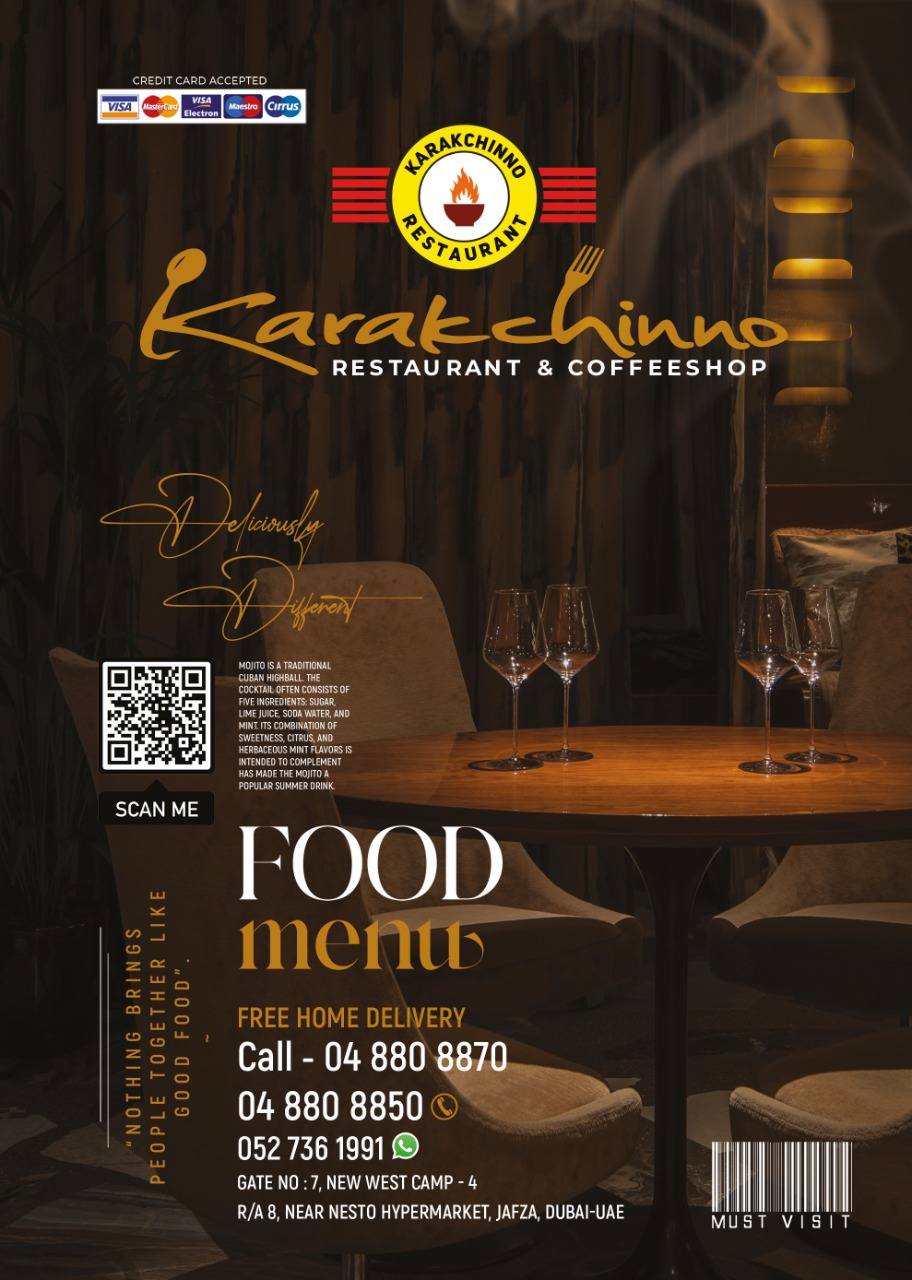 CREDIT CARD ACCEPTED
VISA MasterCard VISA Electron Maestro Cirrus
KARAKCHINNO
RESTAURANT
Karakchinno
RESTAURANT & COFFEESHOP
Deliciously
Different
MOJITO IS A TRADITIONAL
CUBAN HIGHBALL. THE
COCKTAIL OFTEN CONSISTS OF
FIVE INGREDIENTS: SUGAR,
LIME JUICE, SODA WATER, AND
MINT. ITS COMBINATION OF
SWEETNESS, CITRUS, AND
HERBACEOUS MINT FLAVORS IS
INTENDED TO COMPLEMENT
HAS MADE THE MOJITO A
POPULAR SUMMER DRINK.
SCAN ME
FOOD
menu
"NOTHING BRINGS
PEOPLE TOGETHER LIKE
GOOD FOOD".
~
FREE HOME DELIVERY
Call - 04 880 8870
04 880 8850
052 736 1991
GATE NO : 7, NEW WEST CAMP - 4
R/A 8, NEAR NESTO HYPERMARKET, JAFZA, DUBAI-UAE
MUST VISIT